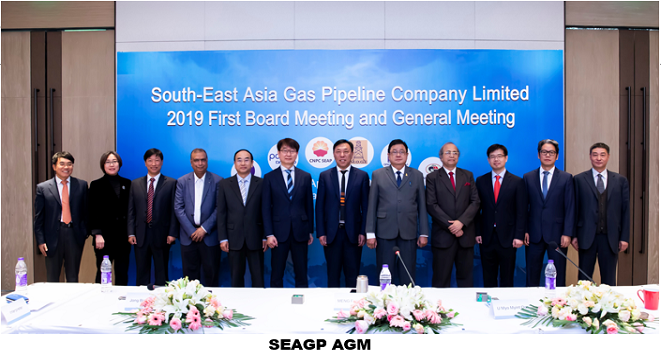 South-East Asia Gas Pipeline Company Limited
2019 First Board Meeting and General Meeting
CNPC SEAP
SEAGP AGM